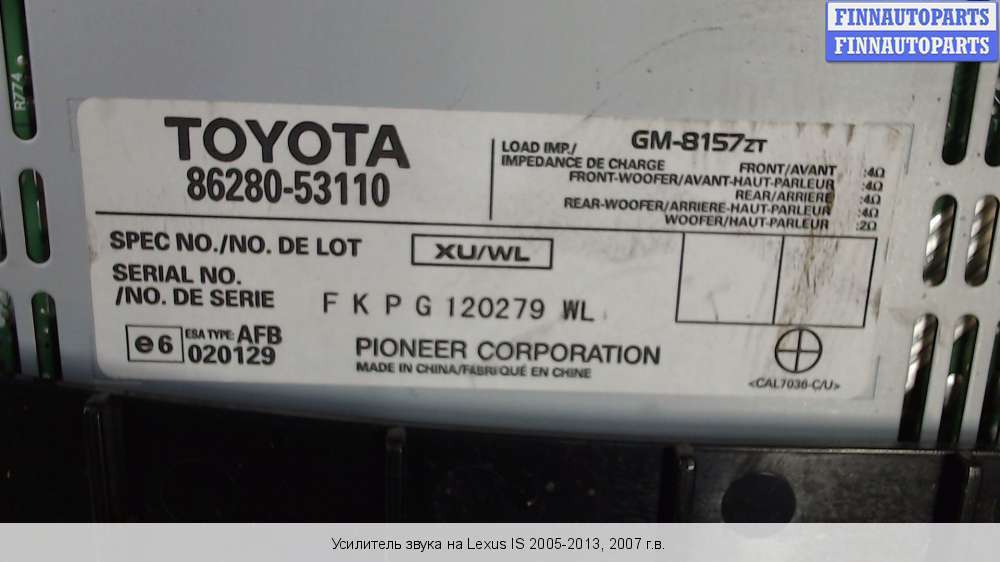 FINNAUTOPARTS
FINNAUTOPARTS
R774
TOYOTA
86280-53110
LOAD IMP./
IMPEDANCE DE CHARGE
GM-8157ZT
FRONT/AVANT :4Ω
FRONT-WOOFER/AVANT-HAUT-PARLEUR :4Ω
REAR/ARRIERE :4Ω
REAR-WOOFER/ARRIERE-HAUT-PARLEUR :4Ω
WOOFER/HAUT-PARLEUR :2Ω
SPEC NO./NO. DE LOT XU/WL
SERIAL NO.
/NO. DE SERIE F K P G 120279 WL
e6 ESA TYPE: AFB
020129
PIONEER CORPORATION
MADE IN CHINA/FABRIQUÉ EN CHINE
<CAL7036-C/U>
Усилитель звука на Lexus IS 2005-2013, 2007 г.в.